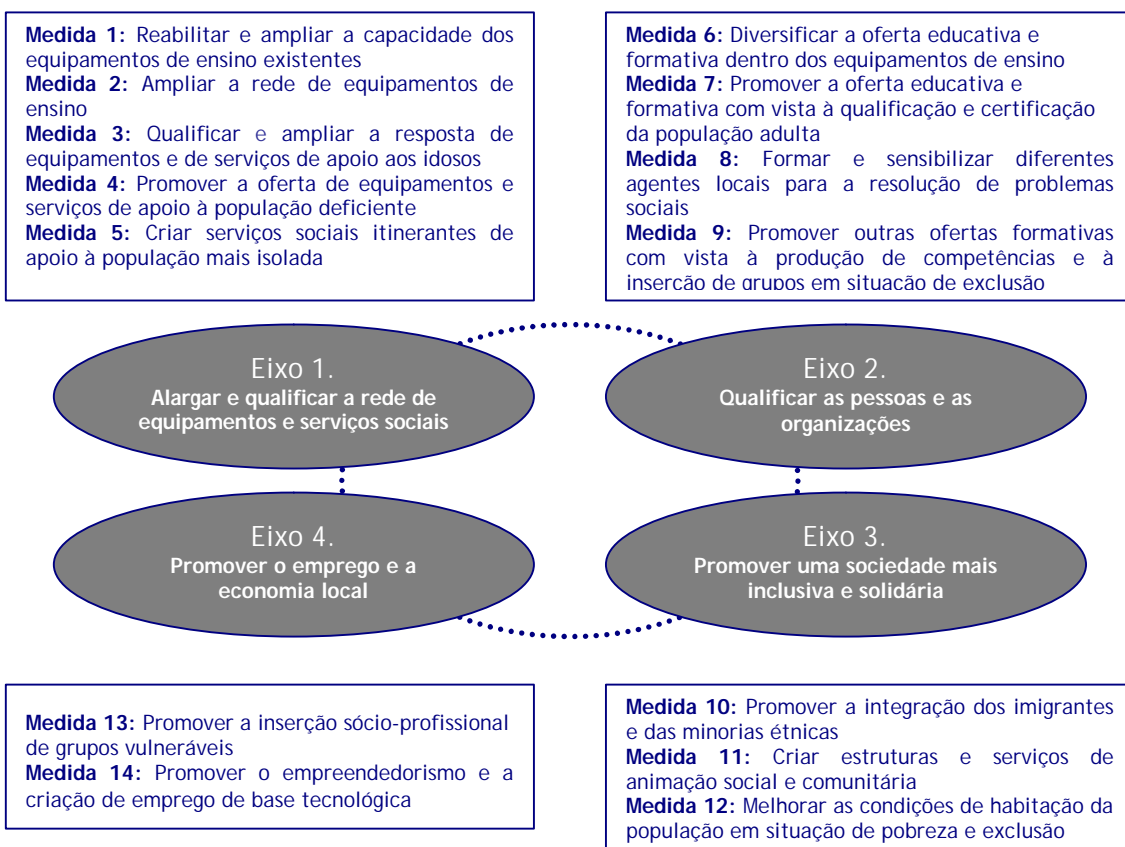 Medida 1: Reabilitar e ampliar a capacidade dos
equipamentos de ensino existentes
Medida 2: Ampliar a rede de equipamentos de
ensino
Medida 3: Qualificar e ampliar a resposta de
equipamentos e de serviços de apoio aos idosos
Medida 4: Promover a oferta de equipamentos e
serviços de apoio à população deficiente
Medida 5: Criar serviços sociais itinerantes de
apoio à população mais isolada
Medida 6: Diversificar a oferta educativa e
formativa dentro dos equipamentos de ensino
Medida 7: Promover a oferta educativa e
formativa com vista à qualificação e certificação
da população adulta
Medida 8: Formar e sensibilizar diferentes
agentes locais para a resolução de problemas
sociais
Medida 9: Promover outras ofertas formativas
com vista à produção de competências e à
inserção de grupos em situação de exclusão
Eixo 1.
Alargar e qualificar a rede de
equipamentos e serviços sociais
Eixo 2.
Qualificar as pessoas e as
organizações
Eixo 4.
Promover o emprego e a
economia local
Eixo 3.
Promover uma sociedade mais
inclusiva e solidária
Medida 13: Promover a inserção sócio-profissional
de grupos vulneráveis
Medida 14: Promover o empreendedorismo e a
criação de emprego de base tecnológica
Medida 10: Promover a integração dos imigrantes
e das minorias étnicas
Medida 11: Criar estruturas e serviços de
animação social e comunitária
Medida 12: Melhorar as condições de habitação da
população em situação de pobreza e exclusão